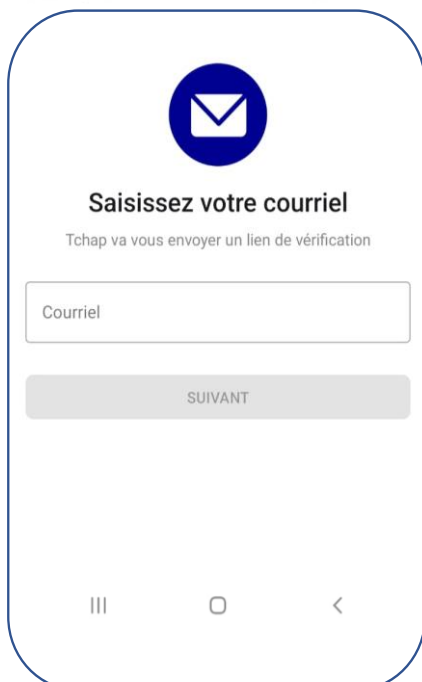 Saisissez votre courriel
Tchap va vous envoyer un lien de vérification
Courriel
SUIVANT